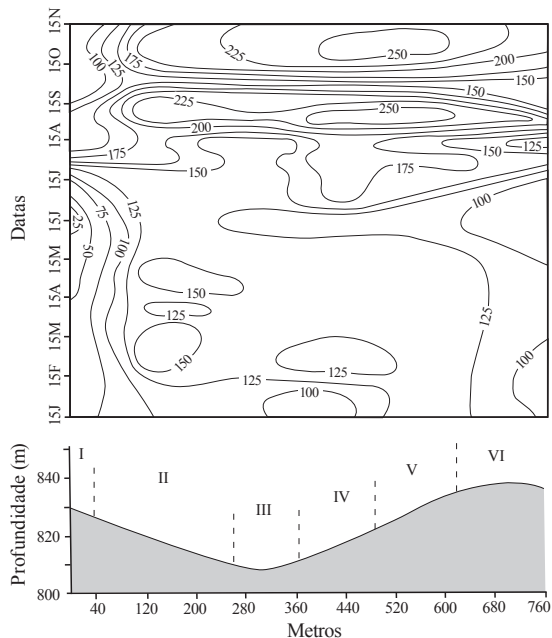 Datas
15N
15O
15S
15A
15J
15J
15M
15A
15M
15F
15J
100
125
175
225
250
200
150
150
225
250
200
175
150
175
150
125
100
25
50
75
100
125
150
125
150
125
125
100
125
100
Profundidade (m)
840
820
800
I
II
III
IV
V
VI
40 120 200 280 360 440 520 600 680 760
Metros